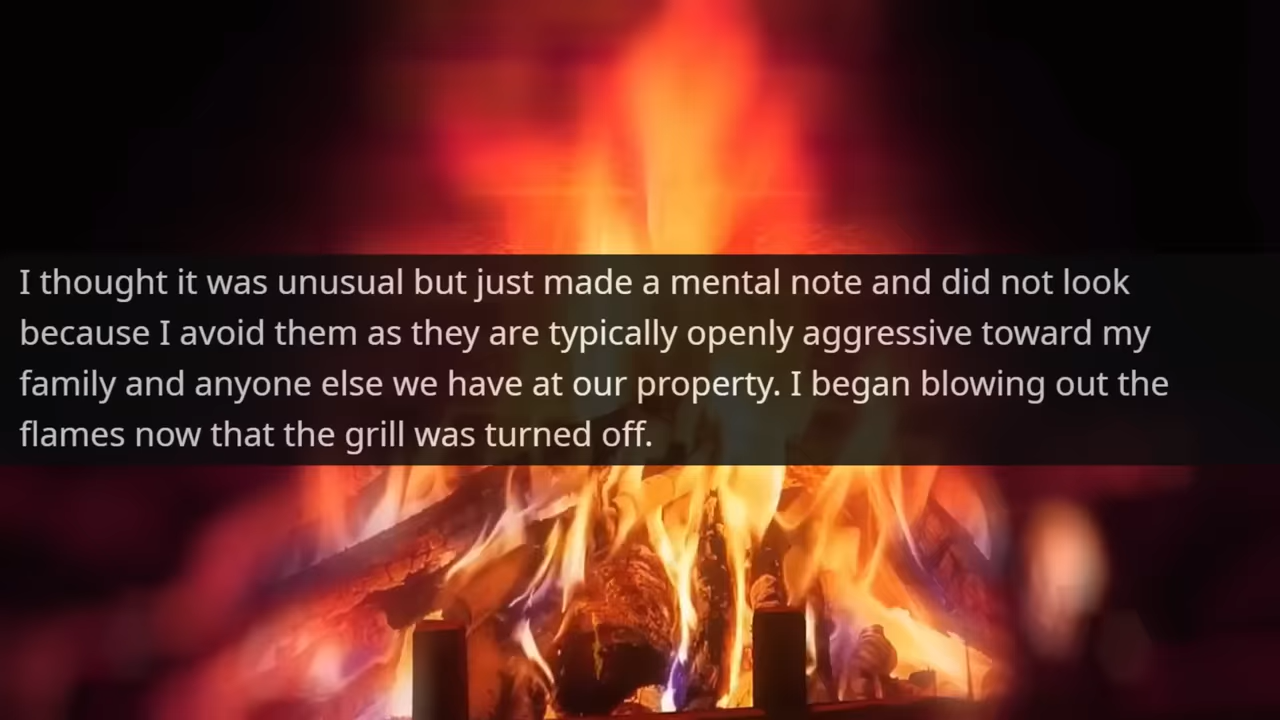 I thought it was unusual but just made a mental note and did not look
because I avoid them as they are typically openly aggressive toward my
family and anyone else we have at our property. I began blowing out the
flames now that the grill was turned off.